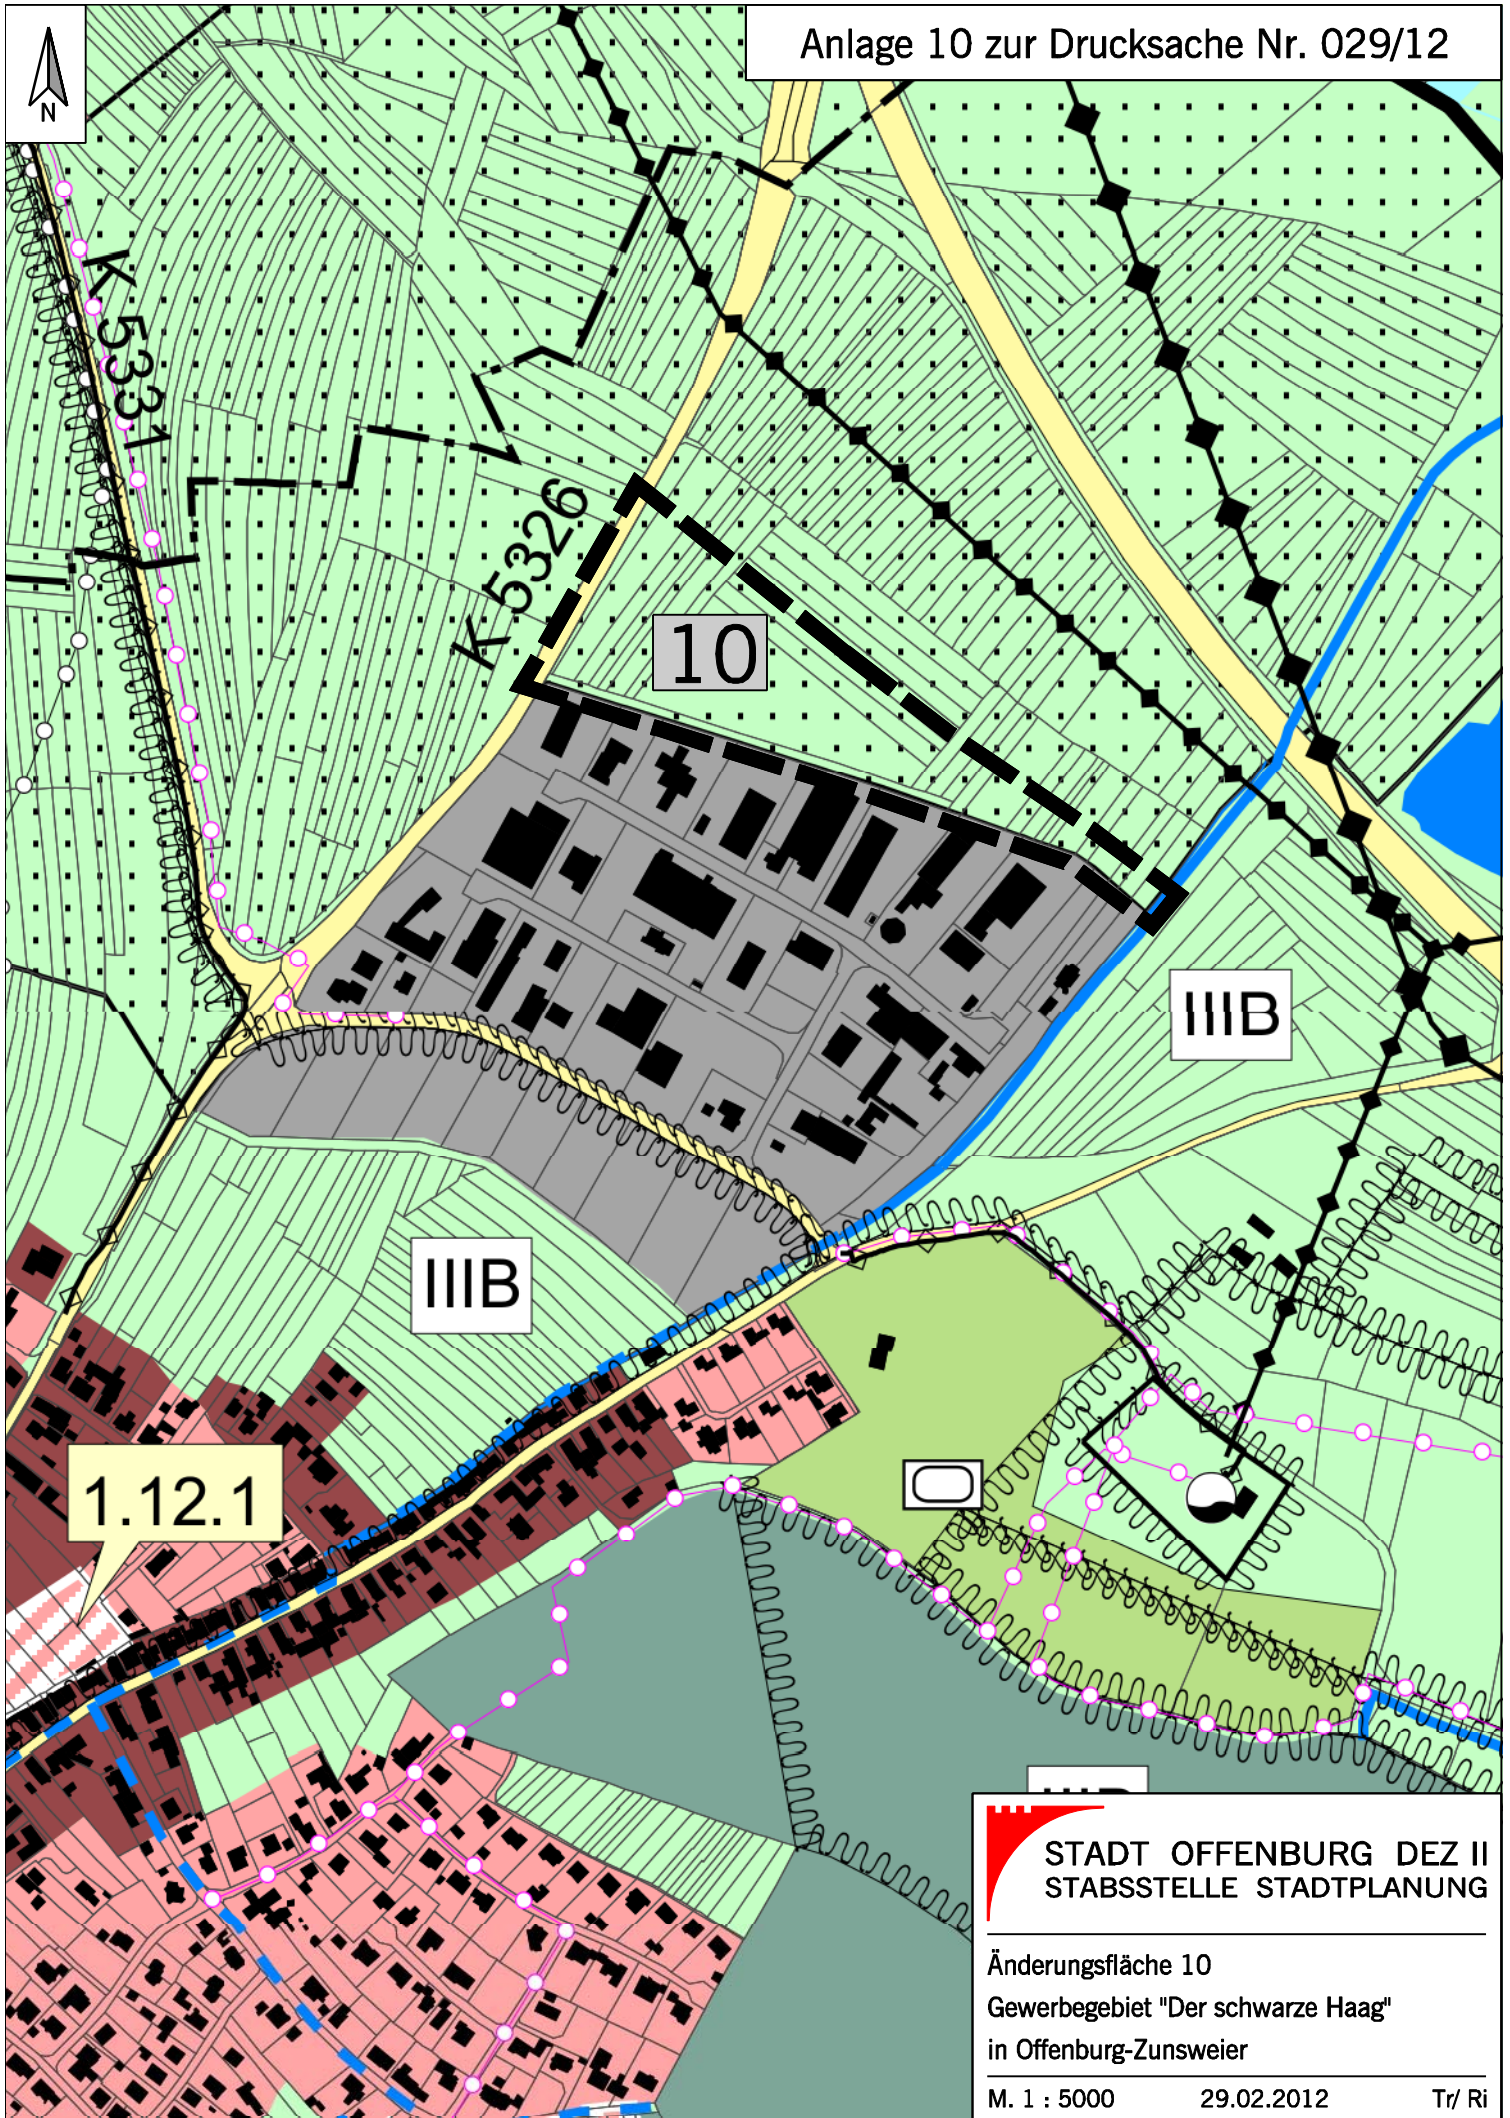 Anlage 10 zur Drucksache Nr. 029/12
N
K 5331
K 5326
10
IIIB
IIIB
1.12.1
STADT OFFENBURG DEZ II
STABSSTELLE STADTPLANUNG
Änderungsfläche 10
Gewerbegebiet "Der schwarze Haag"
in Offenburg-Zunsweier
M. 1 : 5000 29.02.2012 Tr/ Ri